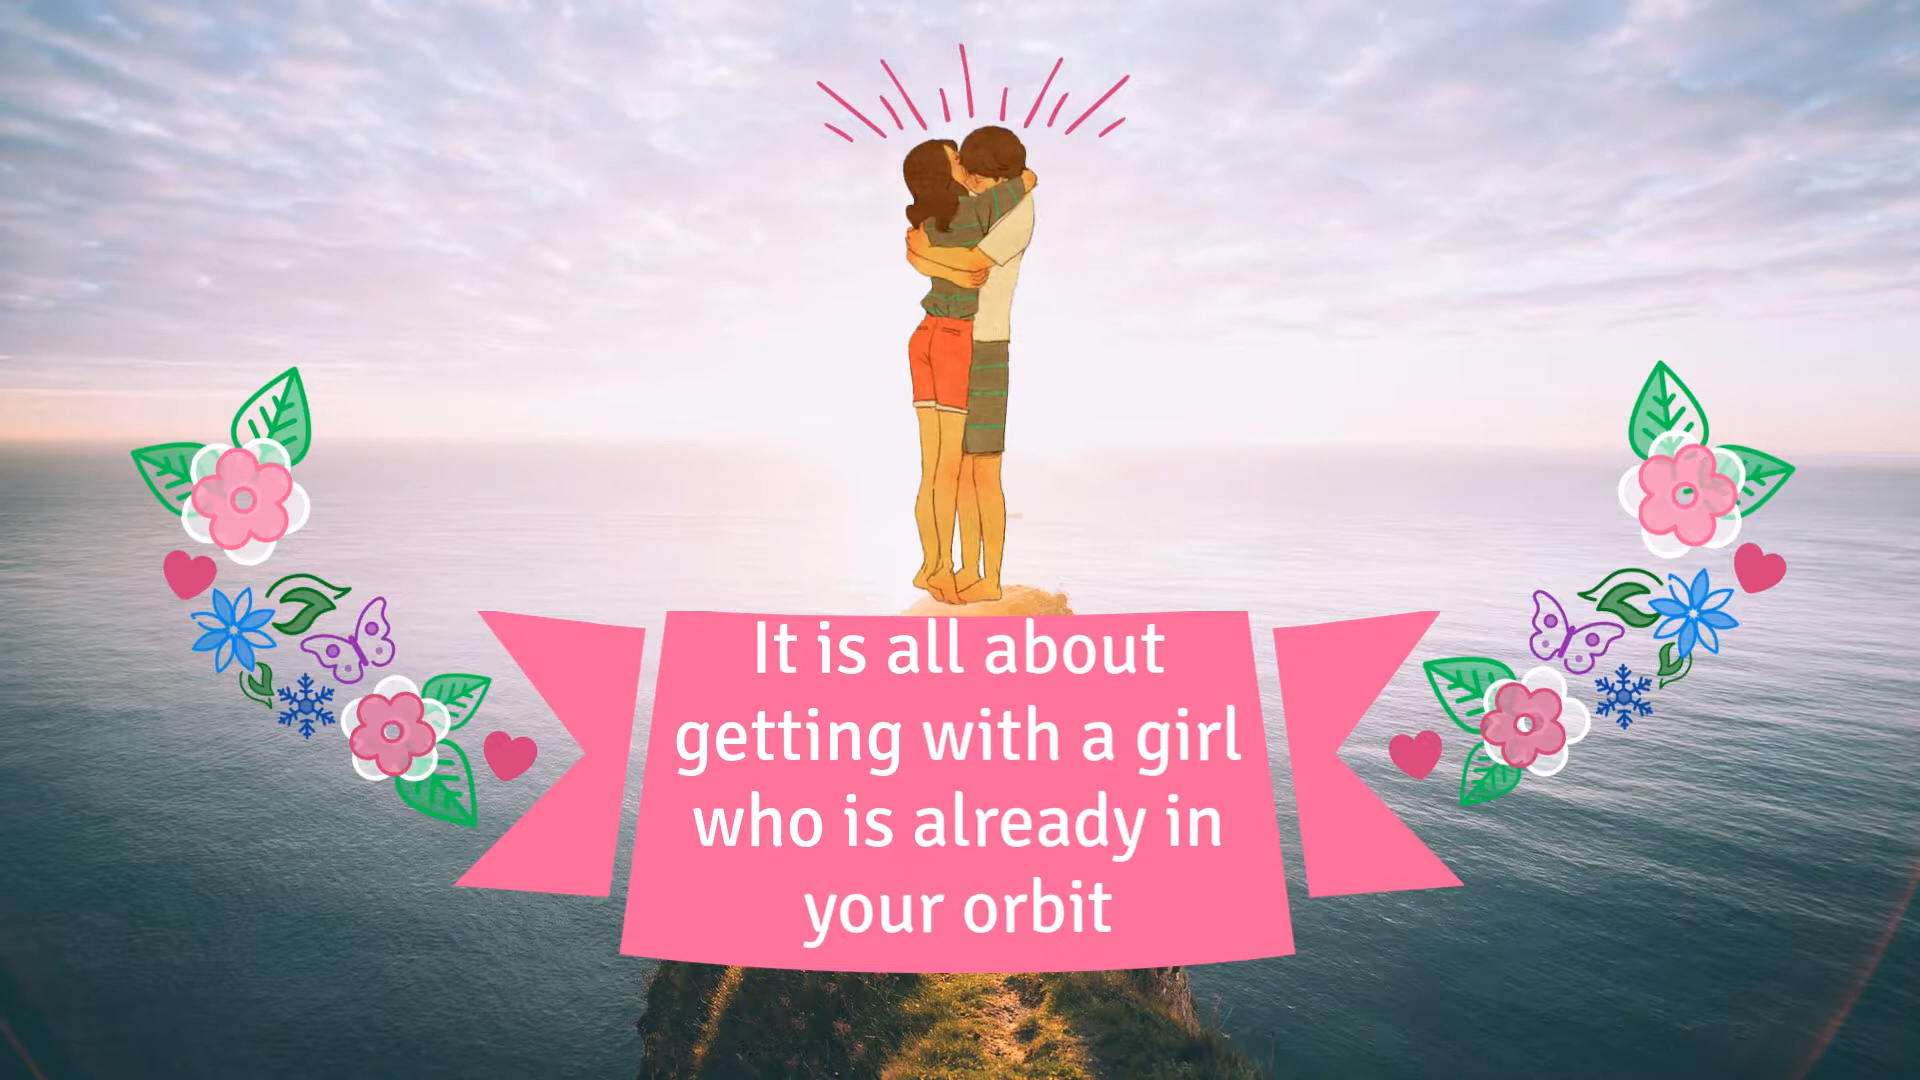 It is all about
getting with a girl
who is already in
your orbit